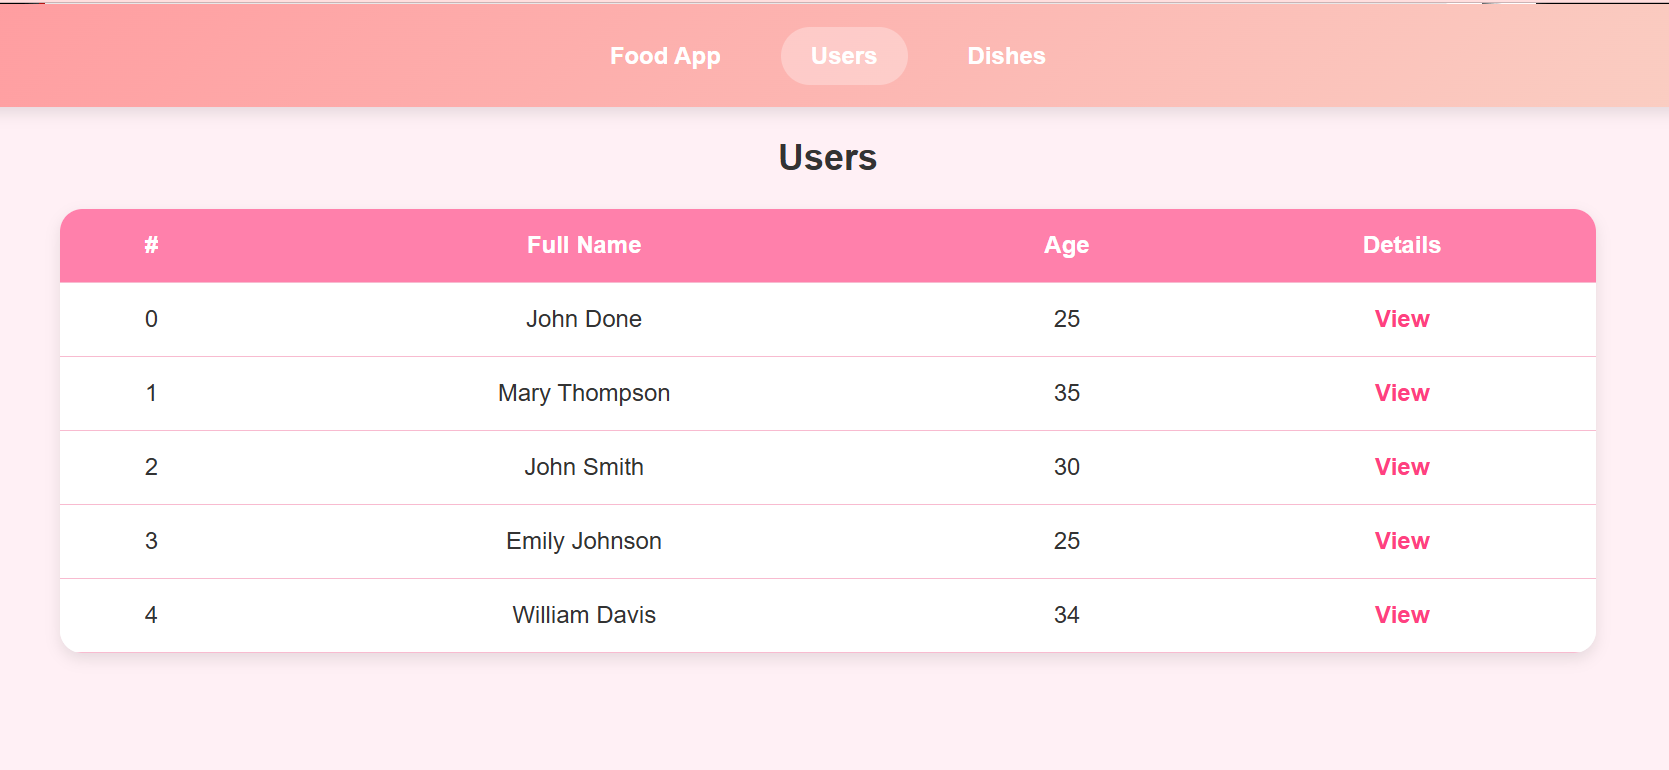 Food App Users Dishes
Users
# Full Name Age Details
0 John Done 25 View
1 Mary Thompson 35 View
2 John Smith 30 View
3 Emily Johnson 25 View
4 William Davis 34 View